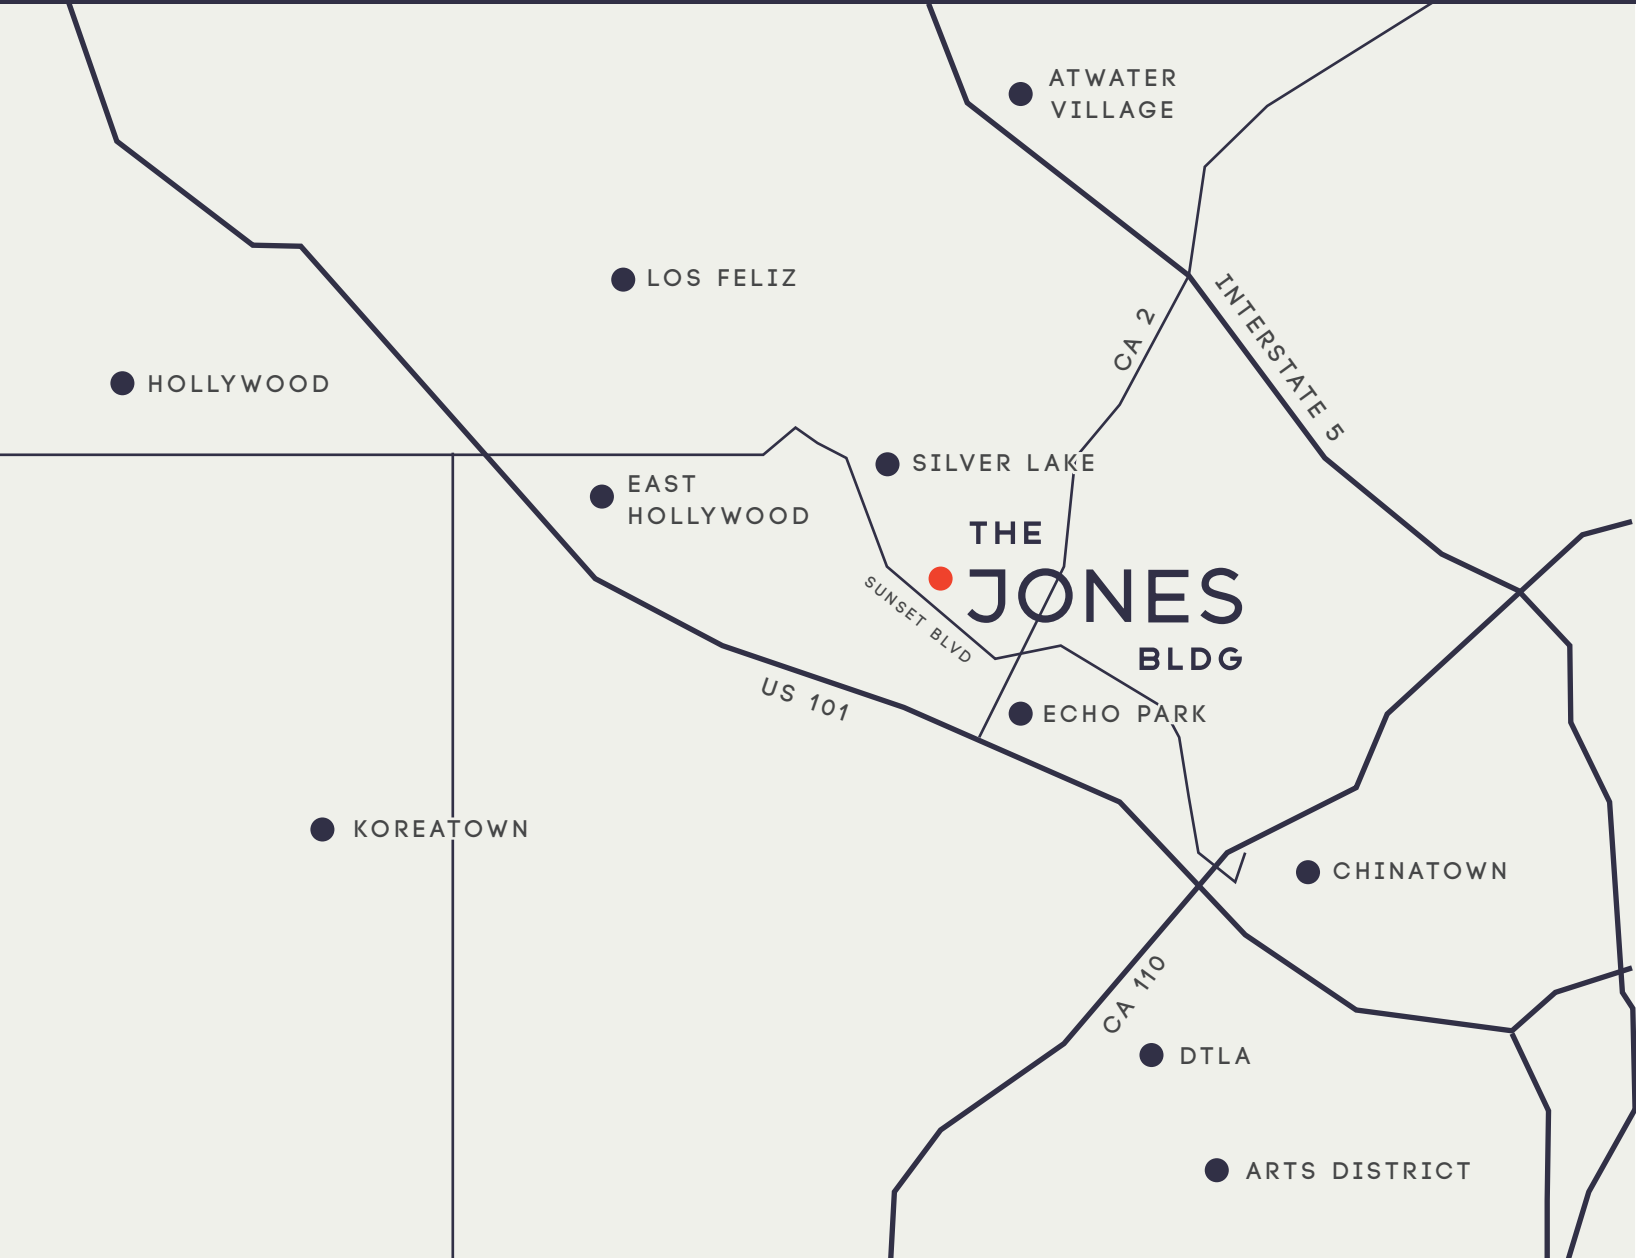 ATWATER
VILLAGE
LOS FELIZ
CA 2
INTERSTATE 5
HOLLYWOOD
SILVER LAKE
EAST
HOLLYWOOD
THE
JONES
BLDG
SUNSET BLVD
US 101
ECHO PARK
KOREATOWN
CHINATOWN
CA 110
DTLA
ARTS DISTRICT